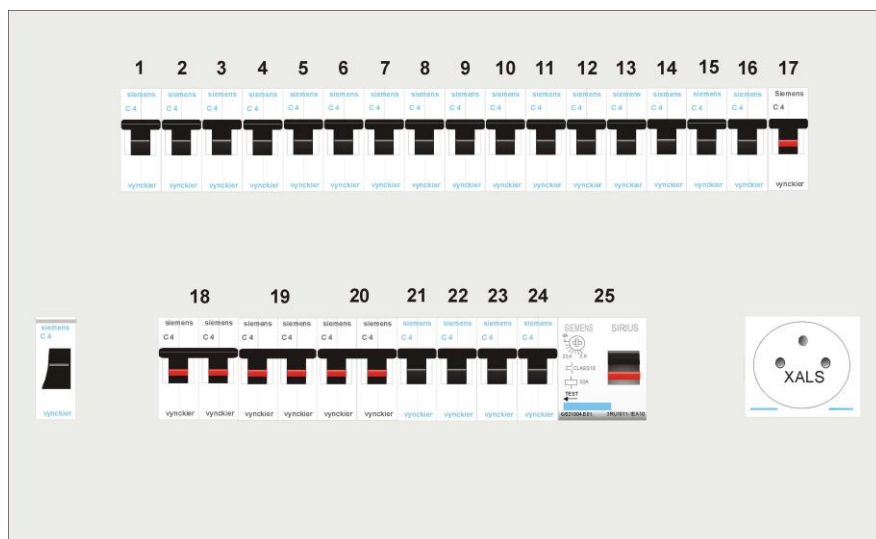 1 2 3 4 5 6 7 8 9 10 11 12 13 14 15 16 17
siemens siemens siemens siemens siemens siemens siemens siemens siemens siemens siemens siemens siemens siemens siemens siemens Siemens
C 4 C 4 C 4 C 4 C 4 C 4 C 4 C 4 C 4 C 4 C 4 C 4 C 4 C 4 C 4 C 4 C 4
vynckier vynckier vynckier vynckier vynckier vynckier vynckier vynckier vynckier vynckier vynckier vynckier vynckier vynckier vynckier vynckier vynckier
18 19 20 21 22 23 24 25
siemens
C 4
vynckier
siemens siemens siemens siemens siemens siemens siemens siemens siemens siemens
C 4 C 4 C 4 C 4 C 4 C 4 C 4 C 4 C 4 C 4
vynckier vynckier vynckier vynckier vynckier vynckier vynckier vynckier vynckier vynckier
SIEMENS SIRIUS
CLASS10
TEST
XALS